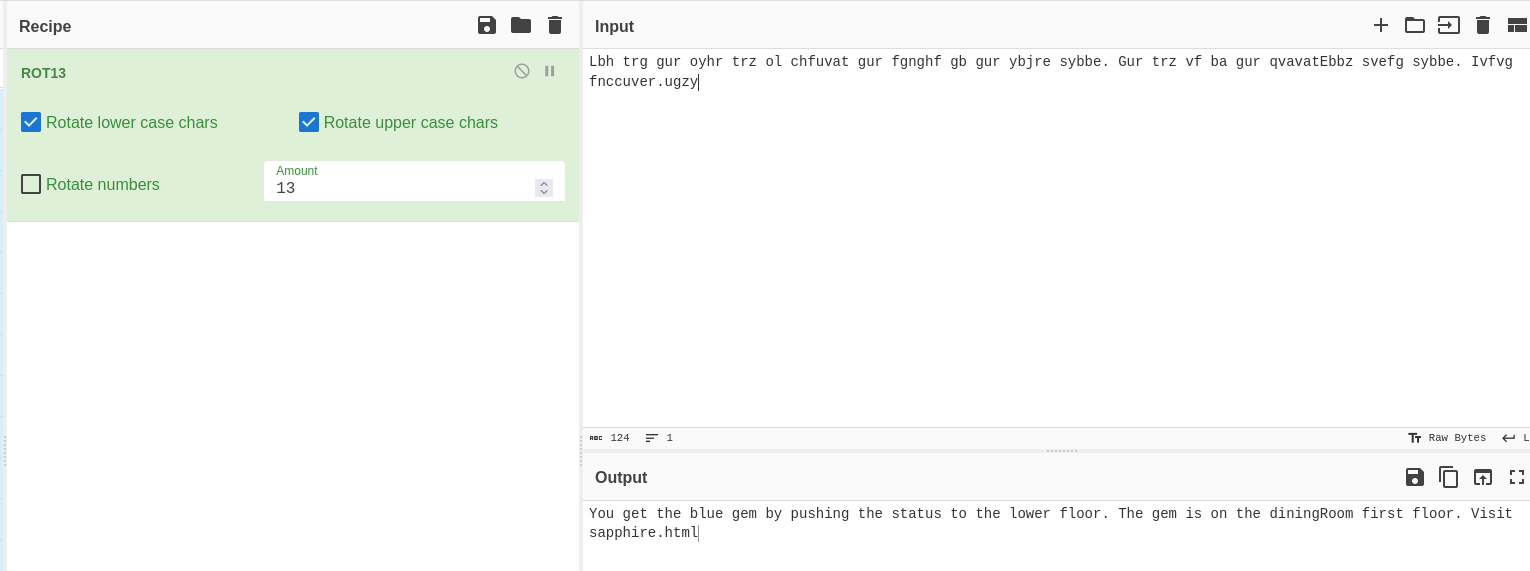 Recipe
ROT13
Rotate lower case chars
Rotate upper case chars
Rotate numbers
Amount
13
Input
Lbh trg gur oyhr trz ol chfuvat gur fgnghf gb gur ybjre sybbe. Gur trz vf ba gur qvavatEbbz svefg sybbe. Ivfvg
fnccuver.ugzy
ABC 124 1 Raw Bytes L
Output
You get the blue gem by pushing the status to the lower floor. The gem is on the diningRoom first floor. Visit
sapphire.html